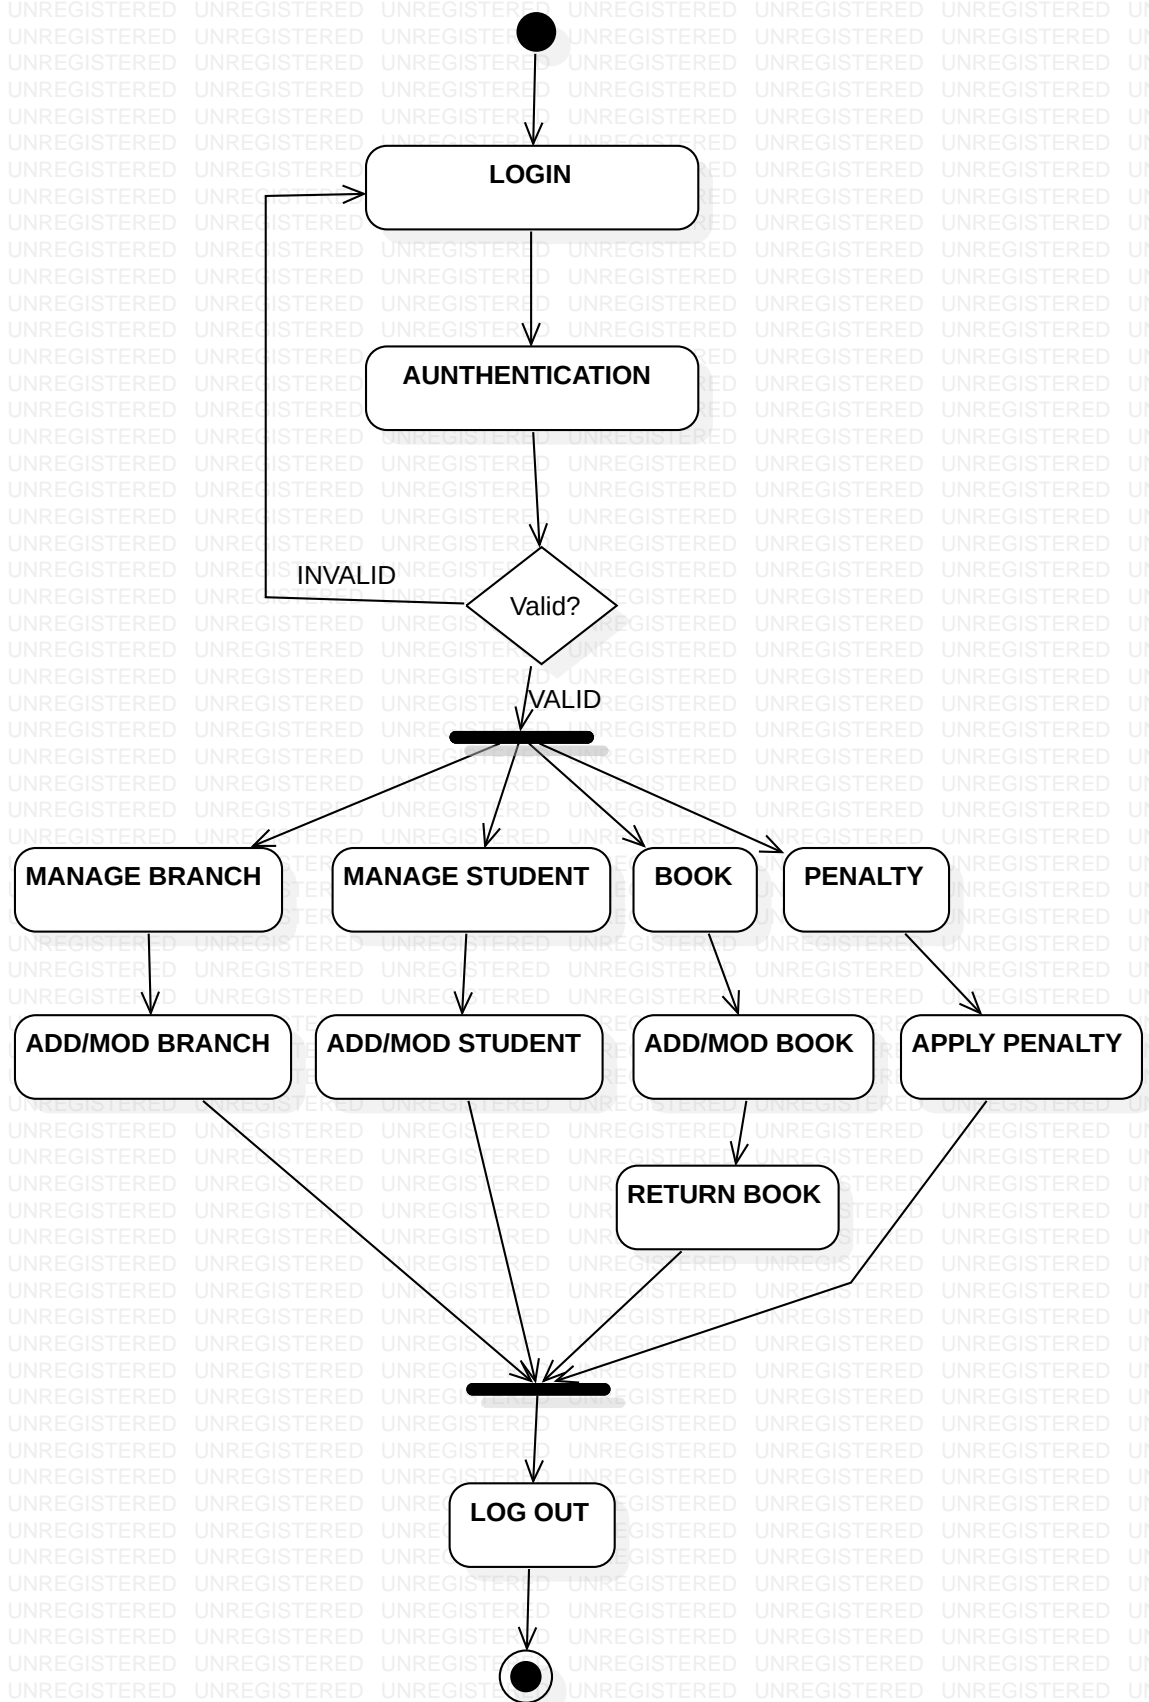 LOGIN
AUNTHENTICATION
INVALID
Valid?
VALID
MANAGE BRANCH
MANAGE STUDENT
BOOK
PENALTY
ADD/MOD BRANCH
ADD/MOD STUDENT
ADD/MOD BOOK
APPLY PENALTY
RETURN BOOK
LOG OUT
UNREGISTERED